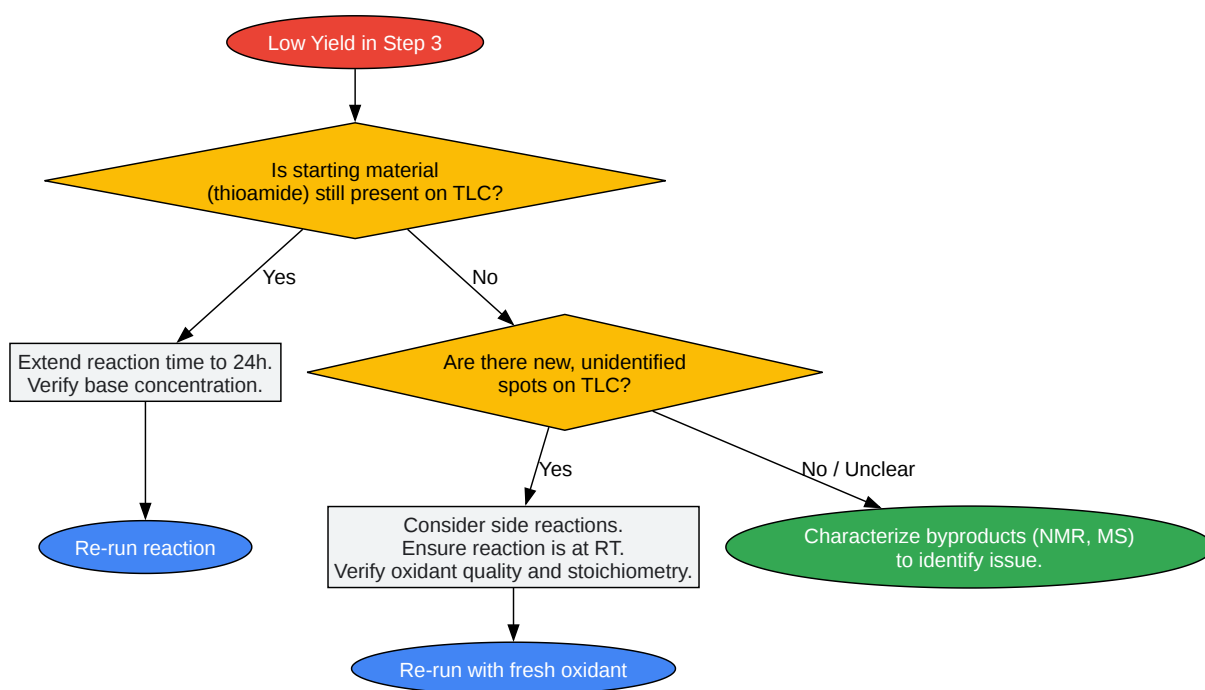 Low Yield in Step 3
Is starting material
(thioamide) still present on TLC?
Yes
No
Extend reaction time to 24h.
Verify base concentration.
Are there new, unidentified
spots on TLC?
Yes
No / Unclear
Re-run reaction
Consider side reactions.
Ensure reaction is at RT.
Verify oxidant quality and stoichiometry.
Characterize byproducts (NMR, MS)
to identify issue.
Re-run with fresh oxidant